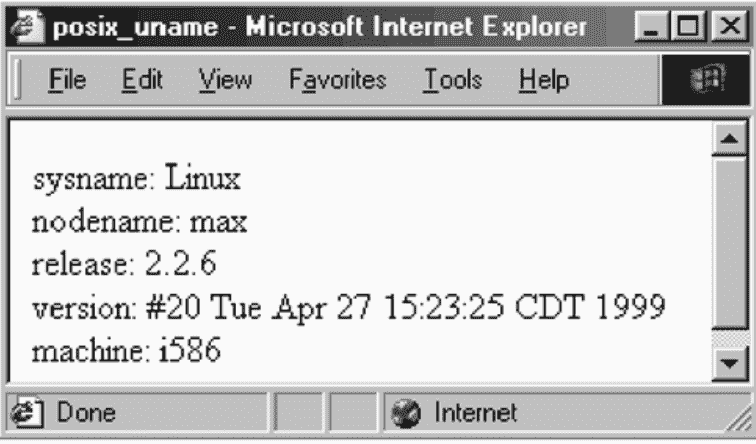 posix_uname - Microsoft Internet Explorer
File Edit View Favorites Tools Help
sysname: Linux
nodename: max
release: 2.2.6
version: #20 Tue Apr 27 15:23:25 CDT 1999
machine: i586
Done Internet